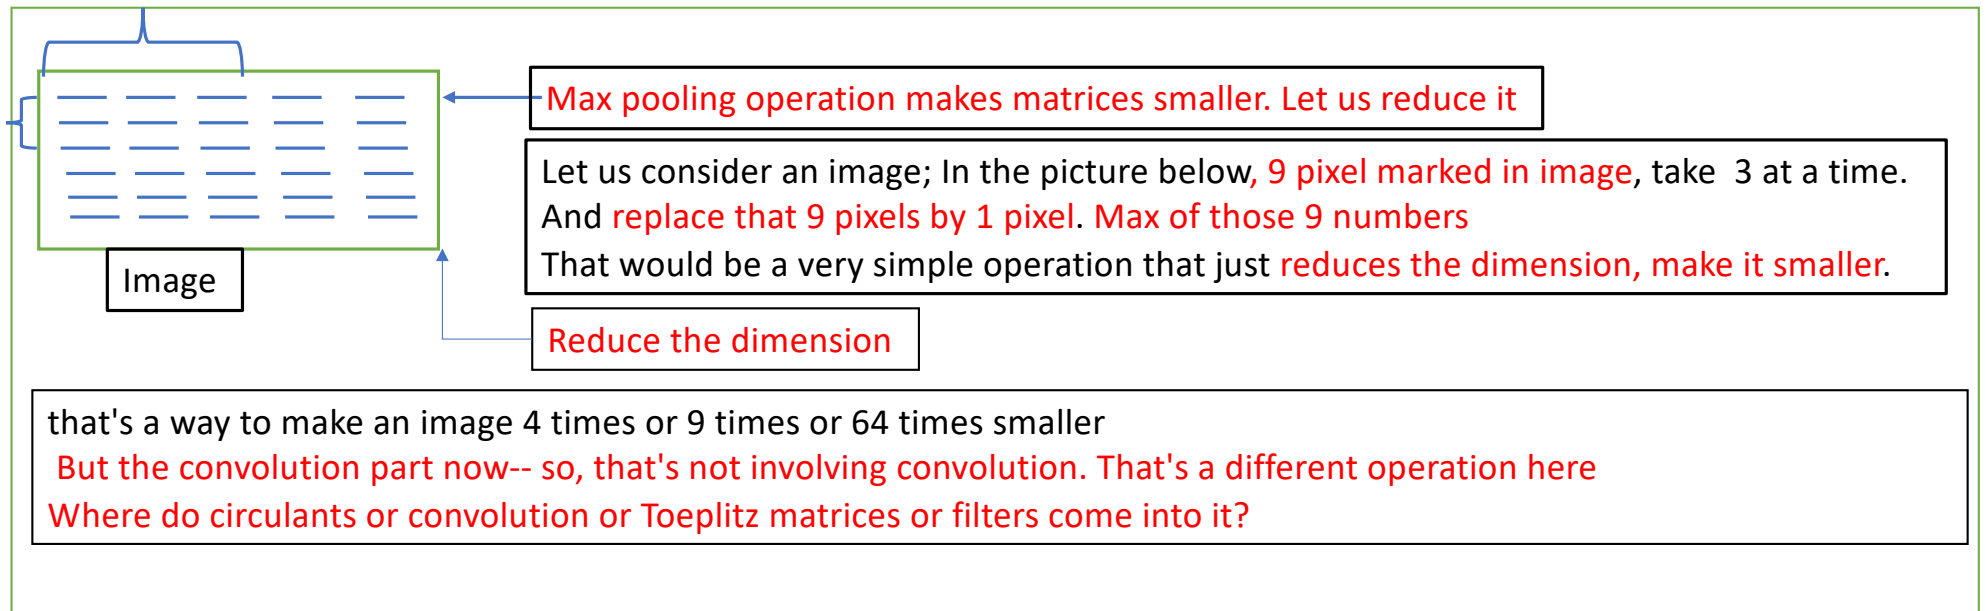 Max pooling operation makes matrices smaller. Let us reduce it
Let us consider an image; In the picture below, 9 pixel marked in image, take 3 at a time.
And replace that 9 pixels by 1 pixel. Max of those 9 numbers
That would be a very simple operation that just reduces the dimension, make it smaller.
Image
Reduce the dimension
that's a way to make an image 4 times or 9 times or 64 times smaller
But the convolution part now-- so, that's not involving convolution. That's a different operation here
Where do circulants or convolution or Toeplitz matrices or filters come into it?